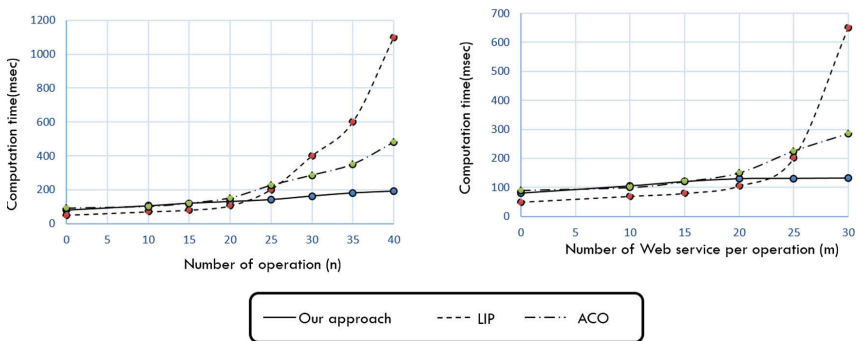 Computation time(msec)
1200
1000
800
600
400
200
0
0 5 10 15 20 25 30 35 40
Number of operation (n)
Computation time(msec)
700
600
500
400
300
200
100
0
0 5 10 15 20 25 30
Number of Web service per operation (m)
Our approach LIP ACO